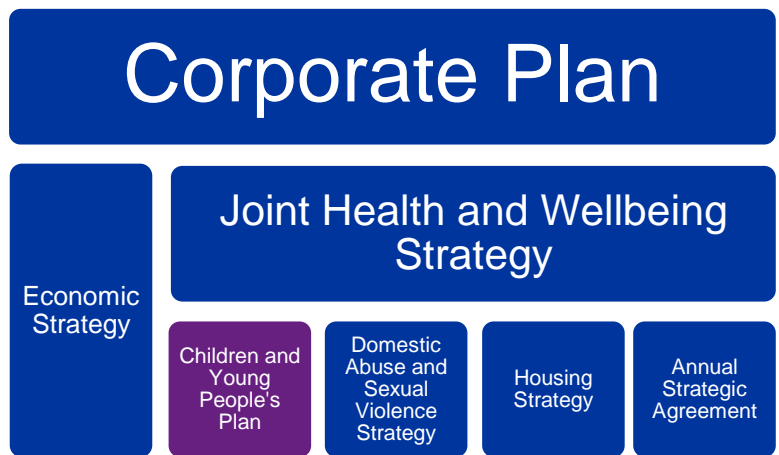 Corporate Plan
Economic
Strategy
Joint Health and Wellbeing
Strategy
Children and
Young
People's
Plan
Domestic
Abuse and
Sexual
Violence
Strategy
Housing
Strategy
Annual
Strategic
Agreement